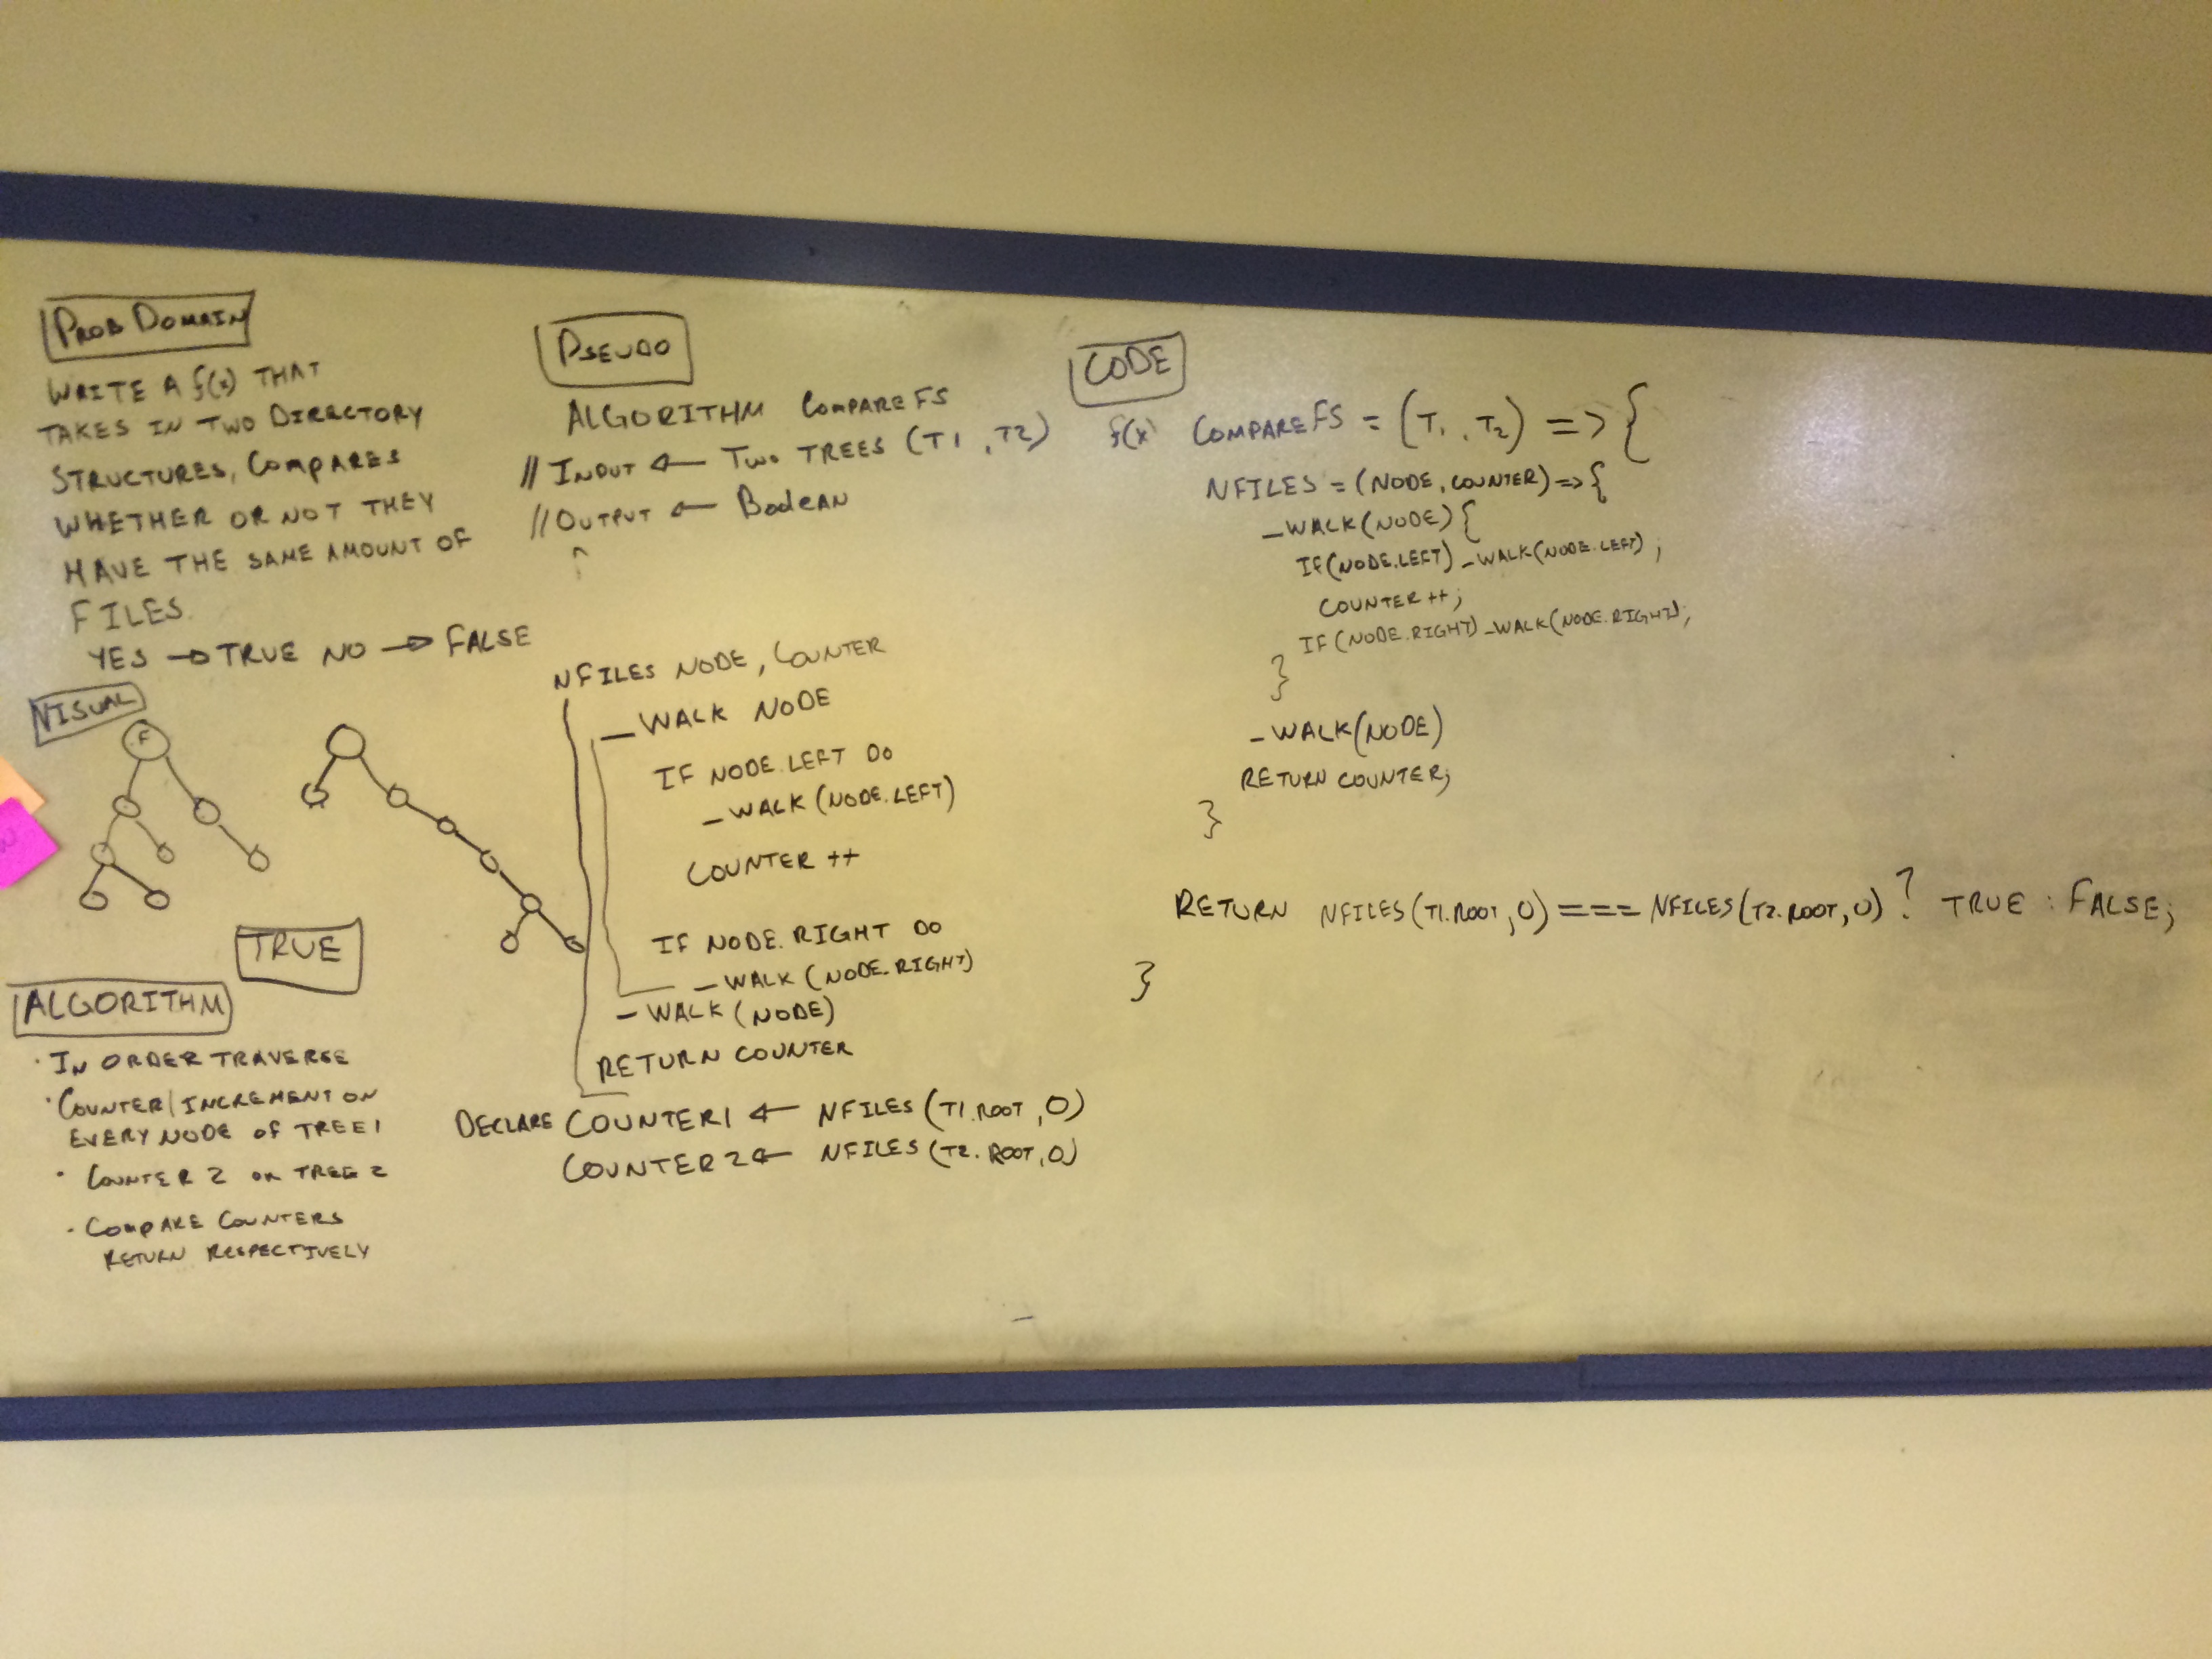 PROB DOMAIN
WRITE A f(x) THAT
TAKES IN TWO DIRECTORY
STRUCTURES, COMPARES
WHETHER OR NOT THEY
HAVE THE SAME AMOUNT OF
FILES.
YES → TRUE NO → FALSE
VISUAL
F
TRUE
ALGORITHM
· IN ORDER TRAVERSE
· COUNTER/INCREMENT ON
EVERY NODE OF TREE 1
· COUNTER 2 ON TREE 2
· COMPARE COUNTERS
RETURN RESPECTIVELY
PSEUDO
ALGORITHM COMPARE FS
// INPUT ← TWO TREES (T1, T2)
// OUTPUT ← BOOLEAN
NFILES NODE, COUNTER
_WALK NODE
IF NODE.LEFT DO
_WALK (NODE.LEFT)
COUNTER ++
IF NODE.RIGHT DO
_WALK (NODE.RIGHT)
_WALK (NODE)
RETURN COUNTER
DECLARE COUNTER1 ← NFILES (T1.ROOT, 0)
COUNTER 2 ← NFILES (T2.ROOT, 0)
CODE
f(x) COMPAREFS = (T1, T2) => {
NFILES = (NODE, COUNTER) => {
_WALK(NODE) {
IF(NODE.LEFT) _WALK(NODE.LEFT);
COUNTER ++;
IF(NODE.RIGHT) _WALK(NODE.RIGHT);
}
_WALK(NODE)
RETURN COUNTER;
}
RETURN NFILES(T1.ROOT, 0) === NFILES(T2.ROOT, 0) ? TRUE : FALSE;
}